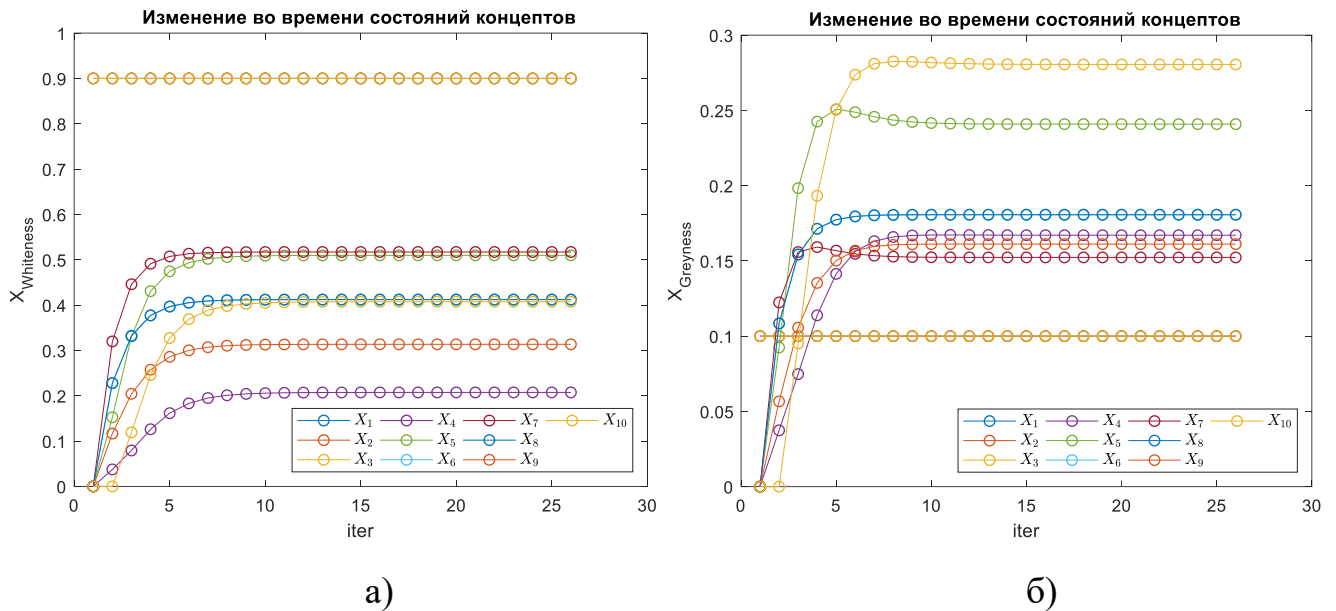 Изменение во времени состояний концептов
1
0.9
0.8
0.7
0.6
0.5
0.4
0.3
0.2
0.1
0
X_Whiteness
0 5 10 15 20 25 30
iter
X_1 X_4 X_7 X_10
X_2 X_5 X_8
X_3 X_6 X_9
а)
Изменение во времени состояний концептов
0.3
0.25
0.2
0.15
0.1
0.05
0
X_Greyness
0 5 10 15 20 25 30
iter
X_1 X_4 X_7 X_10
X_2 X_5 X_8
X_3 X_6 X_9
б)